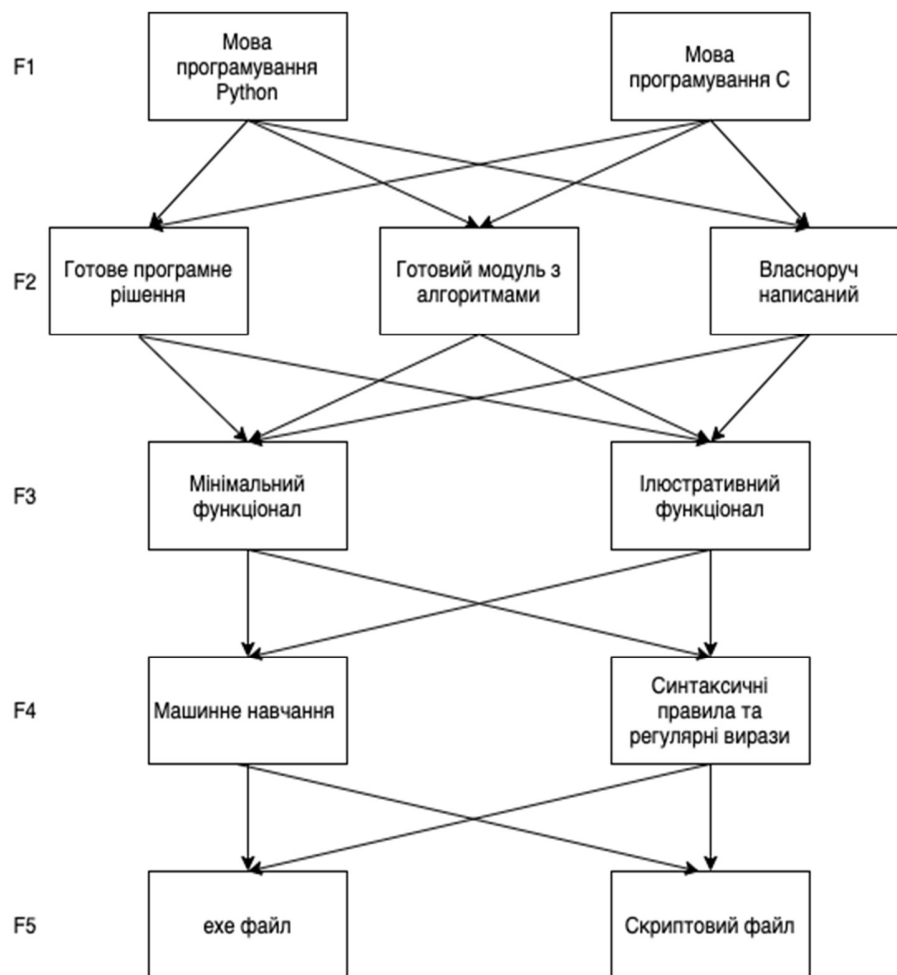 F1
Мова
програмування
Python
Мова
програмування C
F2
Готове програмне
рішення
Готовий модуль з
алгоритмами
Власноруч
написаний
F3
Мінімальний
функціонал
Ілюстративний
функціонал
F4
Машинне навчання
Синтаксичні
правила та
регулярні вирази
F5
exe файл
Скриптовий файл